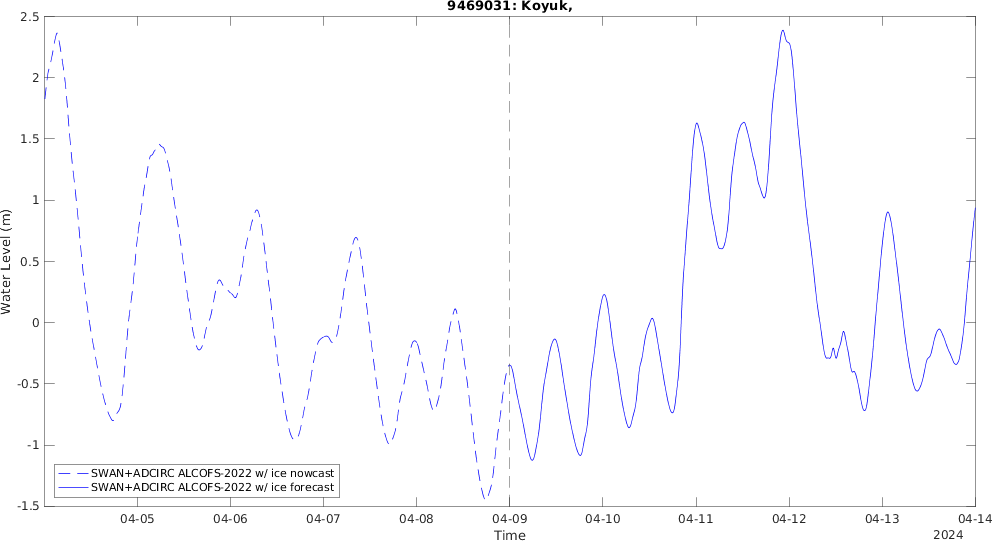 9469031: Koyuk,
2.5
2
1.5
1
0.5
0
-0.5
-1
-1.5
Water Level (m)
SWAN+ADCIRC ALCOFS-2022 w/ ice nowcast
SWAN+ADCIRC ALCOFS-2022 w/ ice forecast
04-05 04-06 04-07 04-08 04-09 04-10 04-11 04-12 04-13 04-14
Time
2024